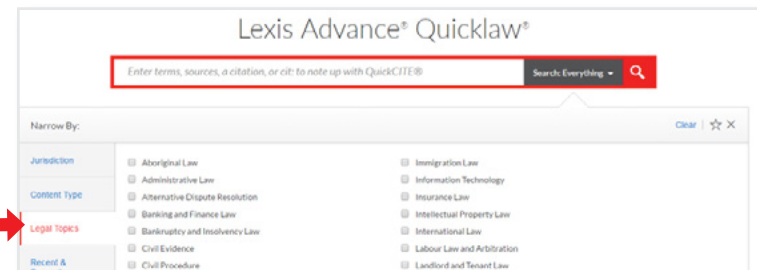 Lexis Advance® Quicklaw®
Enter terms, sources, a citation, or cit: to note up with QuickCITE®
Search: Everything
Narrow By:
Clear
Jurisdiction
Content Type
Legal Topics
Recent &
Aboriginal Law
Administrative Law
Alternative Dispute Resolution
Banking and Finance Law
Bankruptcy and Insolvency Law
Civil Evidence
Civil Procedure
Immigration Law
Information Technology
Insurance Law
Intellectual Property Law
International Law
Labour Law and Arbitration
Landlord and Tenant Law